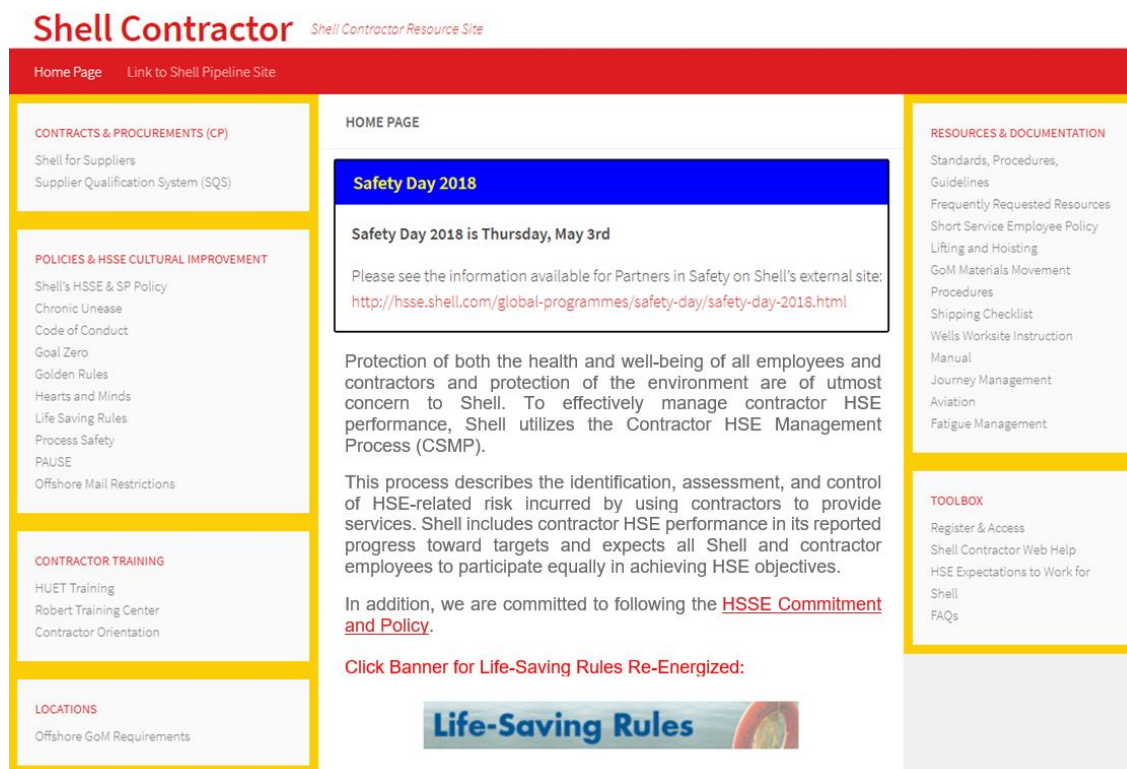 Shell Contractor Shell Contractor Resource Site
Home Page Link to Shell Pipeline Site
CONTRACTS & PROCUREMENTS (CP)
Shell for Suppliers
Supplier Qualification System (SQS)
POLICIES & HSSE CULTURAL IMPROVEMENT
Shell's HSSE & SP Policy
Chronic Unease
Code of Conduct
Goal Zero
Golden Rules
Hearts and Minds
Life Saving Rules
Process Safety
PAUSE
Offshore Mail Restrictions
CONTRACTOR TRAINING
HUET Training
Robert Training Center
Contractor Orientation
LOCATIONS
Offshore GoM Requirements
HOME PAGE
Safety Day 2018
Safety Day 2018 is Thursday, May 3rd
Please see the information available for Partners in Safety on Shell's external site:
http://hsse.shell.com/global-programmes/safety-day/safety-day-2018.html
Protection of both the health and well-being of all employees and
contractors and protection of the environment are of utmost
concern to Shell. To effectively manage contractor HSE
performance, Shell utilizes the Contractor HSE Management
Process (CSMP).
This process describes the identification, assessment, and control
of HSE-related risk incurred by using contractors to provide
services. Shell includes contractor HSE performance in its reported
progress toward targets and expects all Shell and contractor
employees to participate equally in achieving HSE objectives.
In addition, we are committed to following the HSSE Commitment
and Policy.
Click Banner for Life-Saving Rules Re-Energized:
Life-Saving Rules
RESOURCES & DOCUMENTATION
Standards, Procedures,
Guidelines
Frequently Requested Resources
Short Service Employee Policy
Lifting and Hoisting
GoM Materials Movement
Procedures
Shipping Checklist
Wells Worksite Instruction
Manual
Journey Management
Aviation
Fatigue Management
TOOLBOX
Register & Access
Shell Contractor Web Help
HSE Expectations to Work for
Shell
FAQs